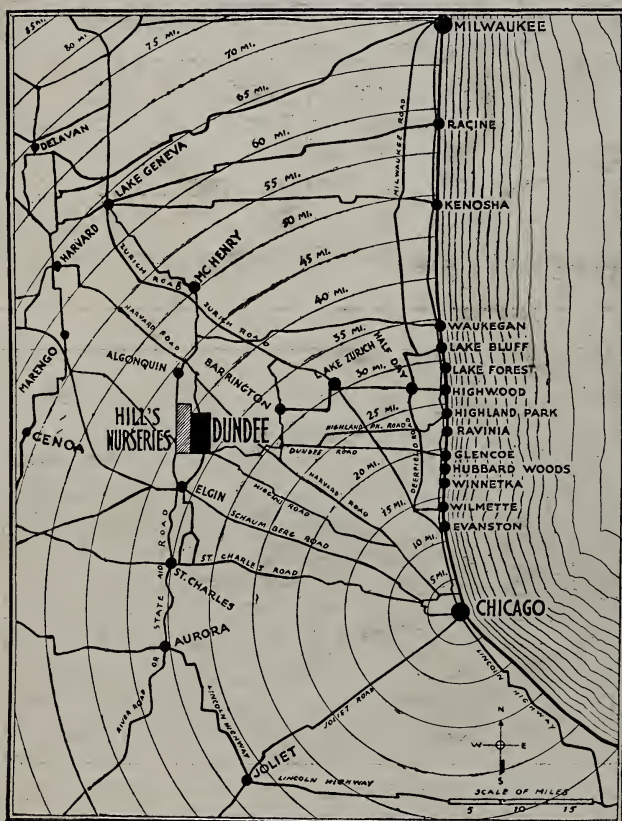 MILWAUKEE
85 MI.
80 MI.
75 MI.
70 MI.
65 MI.
60 MI.
55 MI.
50 MI.
45 MI.
40 MI.
35 MI.
30 MI.
25 MI.
20 MI.
15 MI.
10 MI.
5 MI.
MILWAUKEE ROAD
RACINE
DELAVAN
LAKE GENEVA
KENOSHA
HARVARD
ZURICH ROAD
MC HENRY
ZURICH ROAD
HARVARD ROAD
WAUKEGAN
LAKE BLUFF
LAKE FOREST
HIGHWOOD
HIGHLAND PARK
RAVINIA
GLENCOE
HUBBARD WOODS
WINNETKA
WILMETTE
EVANSTON
MARENGO
ALGONQUIN
BARRINGTON
LAKE ZURICH
HALF DAY
HILL'S
NURSERIES
DUNDEE
GENOA
HIGHLAND PK. ROAD
DUNDEE ROAD
DEERFIELD ROAD
HARVARD ROAD
HIGGINS ROAD
ELGIN
SCHAUMBERG ROAD
ST. CHARLES ROAD
ST. CHARLES
CHICAGO
STATE AID ROAD
OR
RIVER ROAD
AURORA
LINCOLN HIGHWAY
JOLIET ROAD
LINCOLN HIGHWAY
JOLIET
LINCOLN HIGHWAY
N
W
E
S
SCALE OF MILES
5 10 15